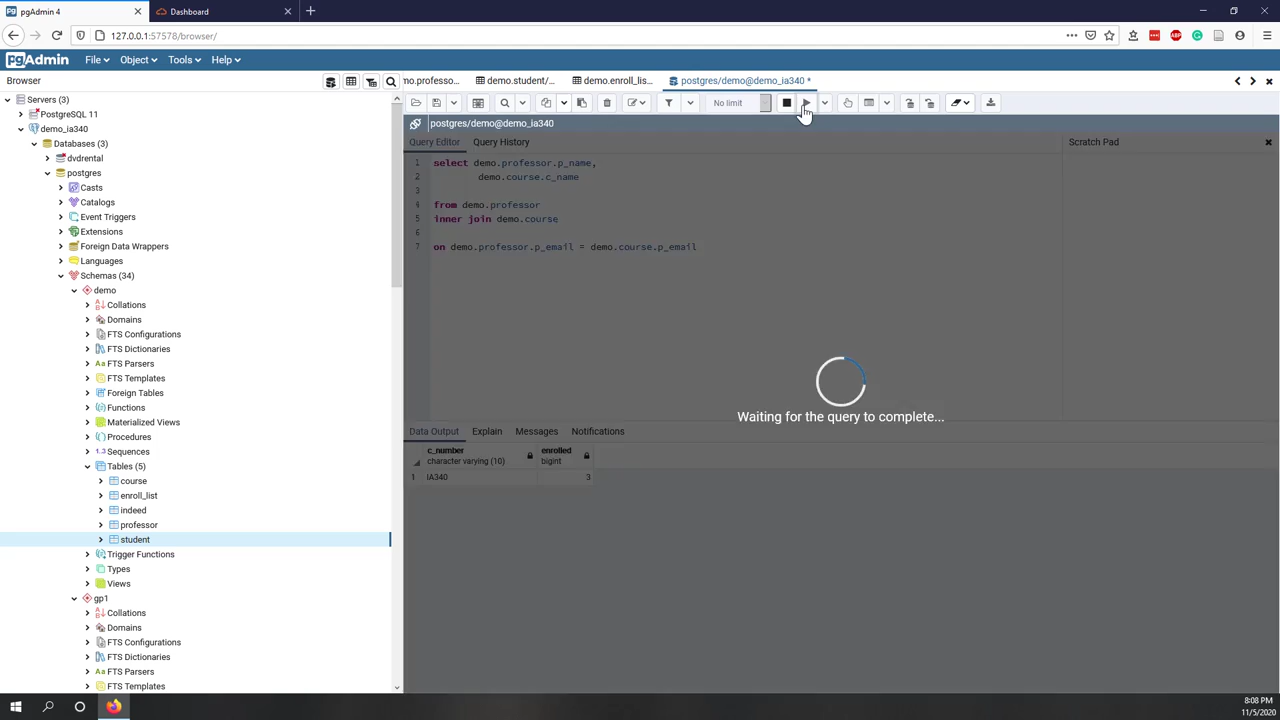 pgAdmin 4
Dashboard
127.0.0.1:57578/browser/
pgAdmin File Object Tools Help
Browser
mo.professo... demo.student/... demo.enroll_lis... postgres/demo@demo_ia340 *
No limit
postgres/demo@demo_ia340
Query Editor Query History Scratch Pad
1 select demo.professor.p_name,
2 demo.course.c_name
3
4 from demo.professor
5 inner join demo.course
6
7 on demo.professor.p_email = demo.course.p_email
Waiting for the query to complete...
Data Output Explain Messages Notifications
c_number
character varying (10)
enrolled
bigint
1 IA340 3
Servers (3)
PostgreSQL 11
demo_ia340
Databases (3)
dvdrental
postgres
Casts
Catalogs
Event Triggers
Extensions
Foreign Data Wrappers
Languages
Schemas (34)
demo
Collations
Domains
FTS Configurations
FTS Dictionaries
Aa FTS Parsers
FTS Templates
Foreign Tables
Functions
Materialized Views
Procedures
1..3 Sequences
Tables (5)
course
enroll_list
indeed
professor
student
Trigger Functions
Types
Views
gp1
Collations
Domains
FTS Configurations
FTS Dictionaries
Aa FTS Parsers
FTS Templates
8:08 PM
11/5/2020